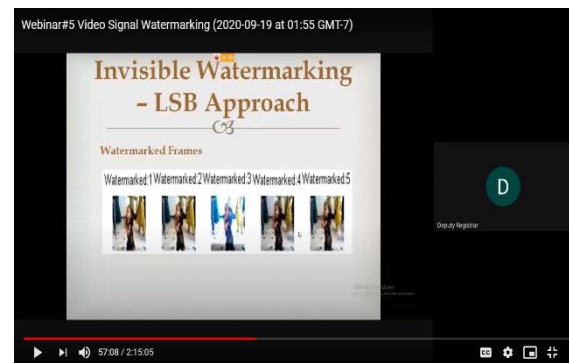 Webinar#5 Video Signal Watermarking (2020-09-19 at 01:55 GMT-7)
Invisible Watermarking
– LSB Approach
Watermarked Frames
Watermarked:1 Watermarked:2 Watermarked:3 Watermarked:4 Watermarked:5
D
Deputy Registrar
57:08 / 2:15:05
CC